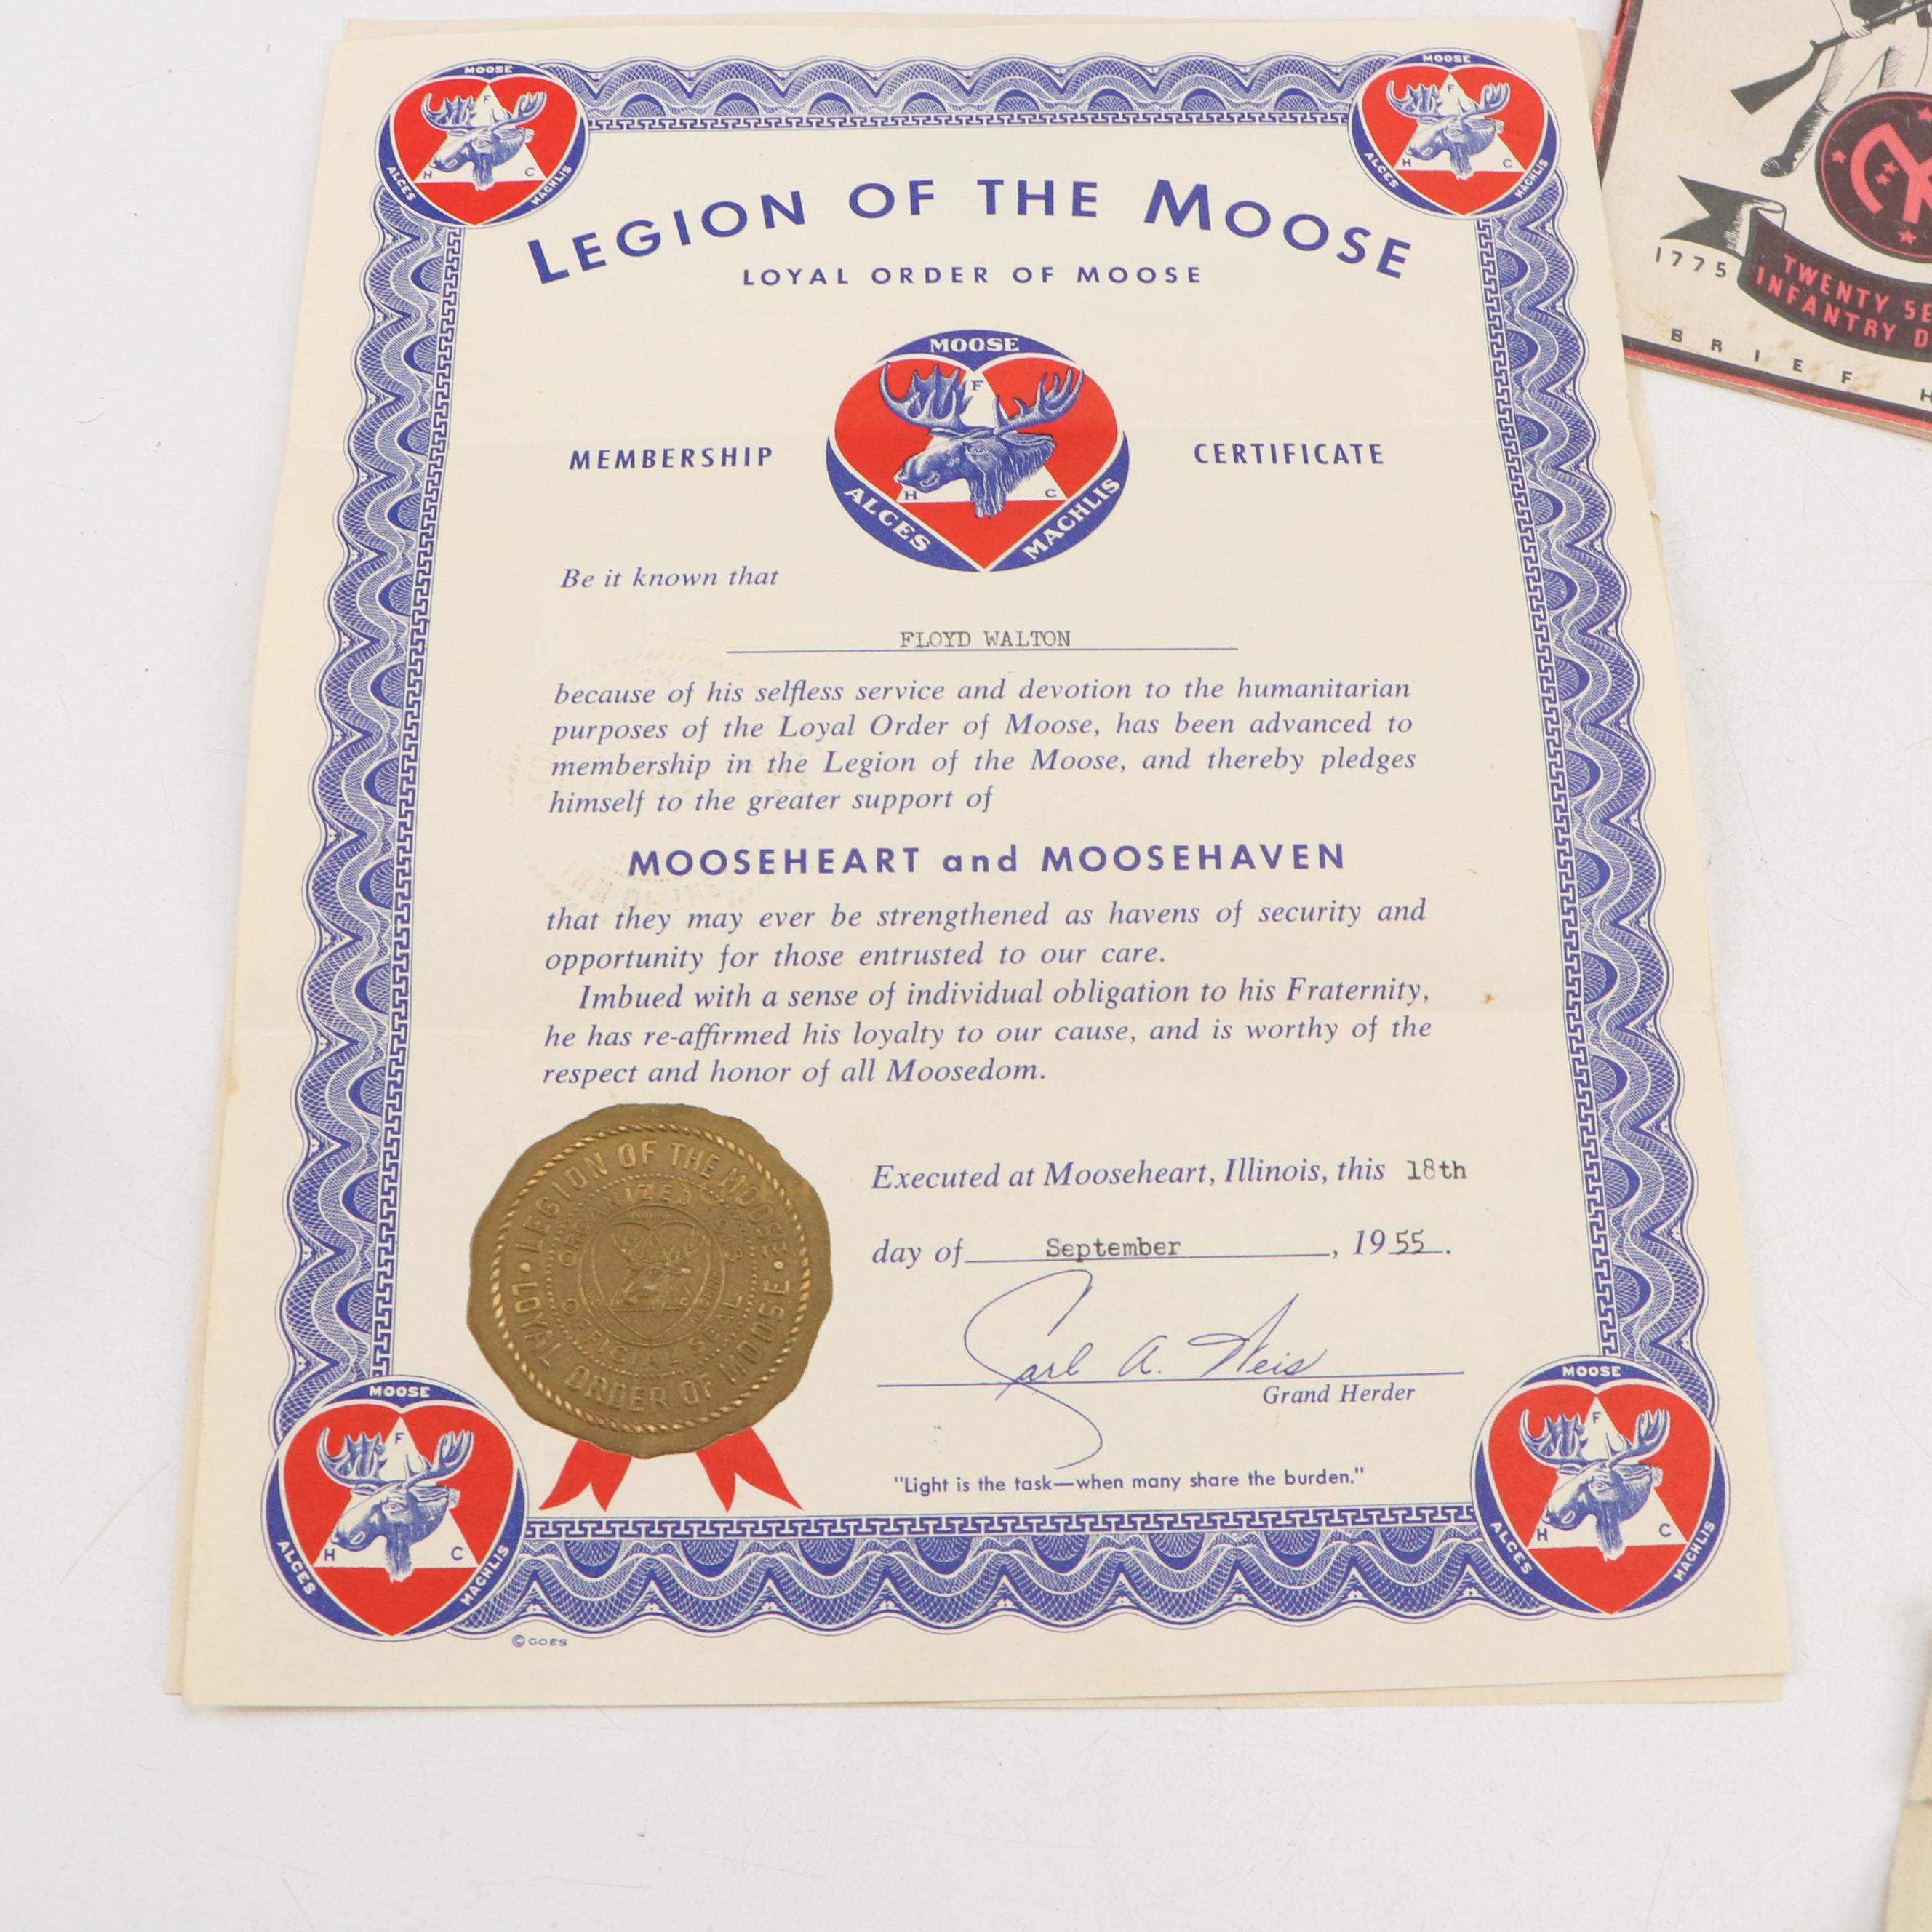 LEGION OF THE MOOSE
LOYAL ORDER OF MOOSE
MOOSE
F
H C
ALCES MACHLIS
MOOSE
F
H C
ALCES MACHLIS
MEMBERSHIP
MOOSE
F
H C
ALCES MACHLIS
CERTIFICATE
Be it known that
FLOYD WALTON
because of his selfless service and devotion to the humanitarian
purposes of the Loyal Order of Moose, has been advanced to
membership in the Legion of the Moose, and thereby pledges
himself to the greater support of
MOOSEHEART and MOOSEHAVEN
that they may ever be strengthened as havens of security and
opportunity for those entrusted to our care.
Imbued with a sense of individual obligation to his Fraternity,
he has re-affirmed his loyalty to our cause, and is worthy of the
respect and honor of all Moosedom.
LEGION OF THE MOOSE
LOYAL ORDER OF MOOSE
ORGANIZED
OFFICIAL SEAL
Executed at Mooseheart, Illinois, this 18th
day of September, 1955.
Carl A. Weis
Grand Herder
"Light is the task—when many share the burden."
MOOSE
F
H C
ALCES MACHLIS
MOOSE
F
H C
ALCES MACHLIS
© GOES
1775
TWENTY SE
INFANTRY D
BRIEF H